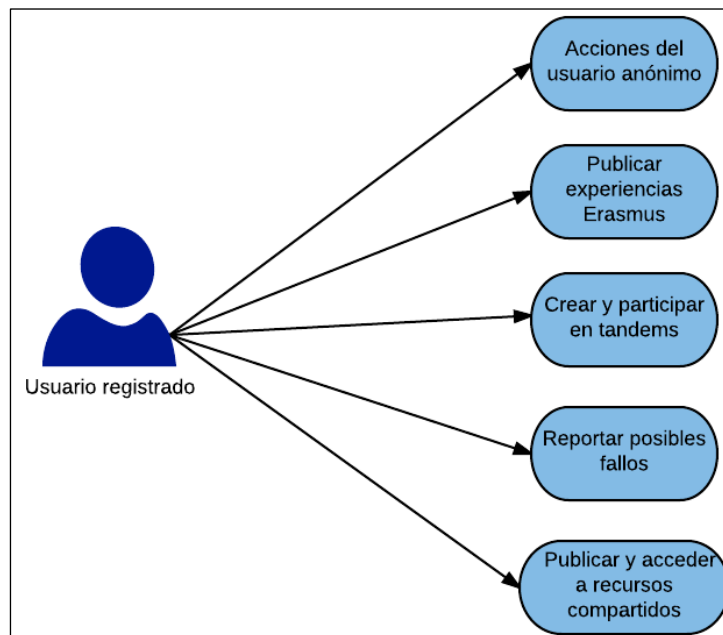 Acciones del
usuario anónimo
Publicar
experiencias
Erasmus
Crear y participar
en tandems
Usuario registrado
Reportar posibles
fallos
Publicar y acceder
a recursos
compartidos